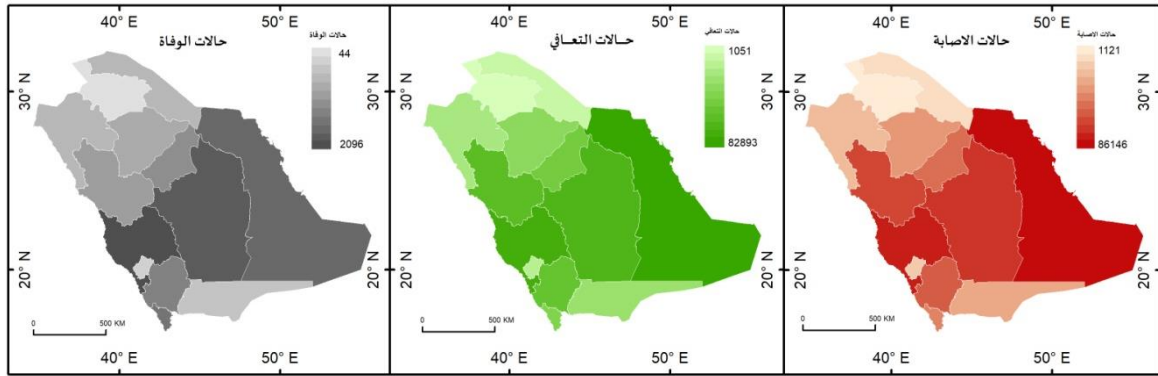 40° E 50° E 40° E 50° E 40° E 50° E
حالات الوفاة
حالات الوفاة
44
2096
حالات التعافي
حـالات التعـافي
1051
82893
حالات الاصابة
حالات الاصابة
1121
86146
30° N 30° N 30° N 30° N
20° N 20° N 20° N 20° N
0 500 KM
0 500 KM
0 500 KM
40° E 50° E 40° E 50° E 40° E 50° E